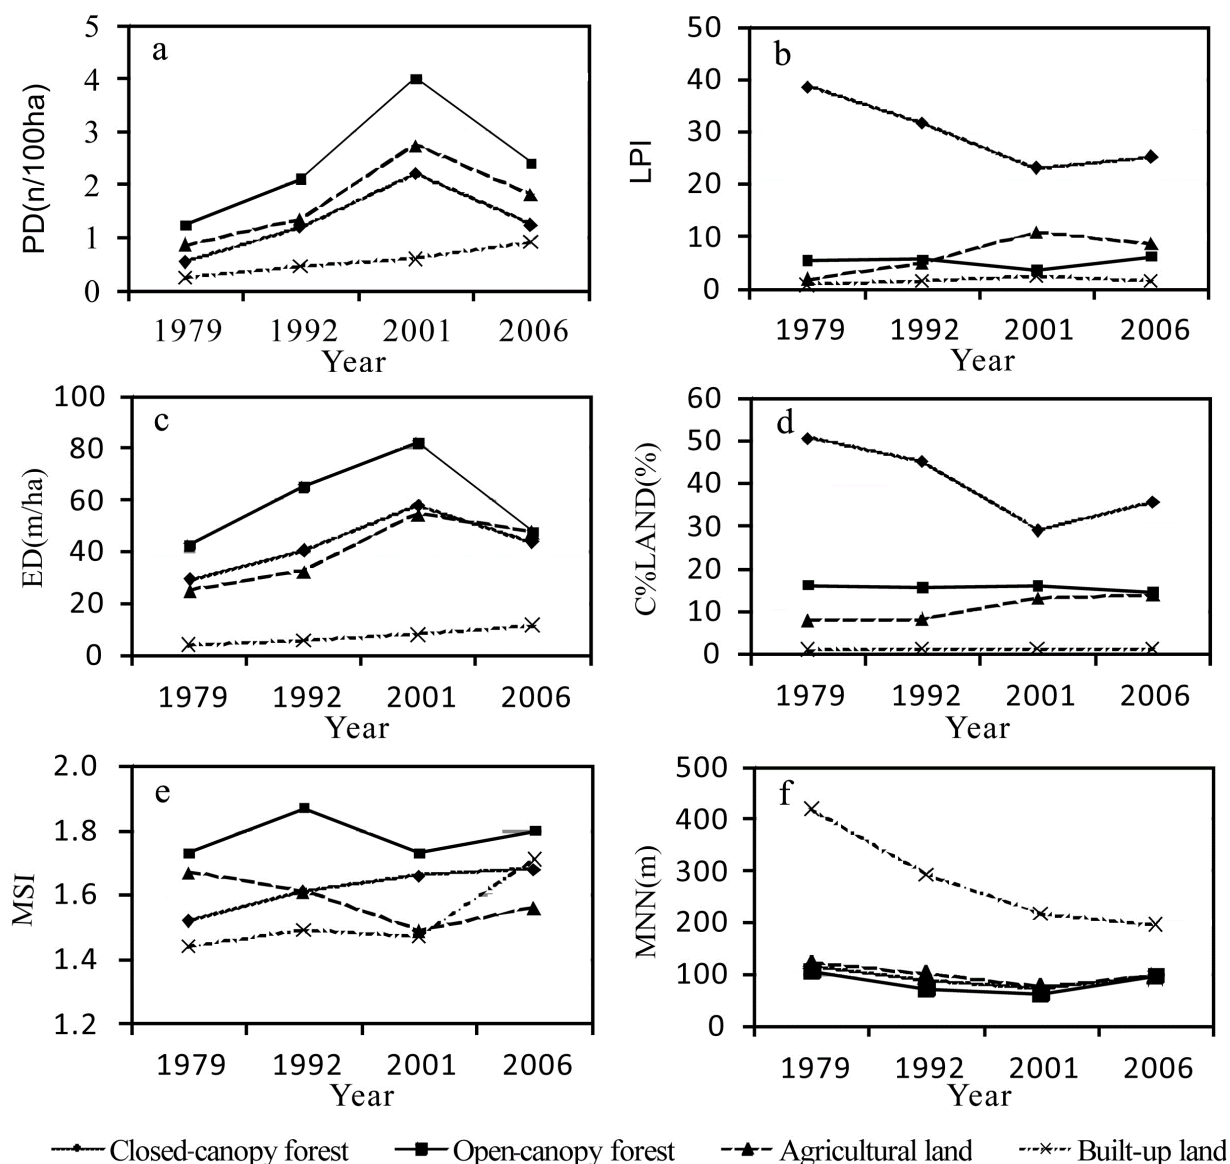 a
PD(n/100ha)
5
4
3
2
1
0
1979 1992 2001 2006
Year
b
LPI
50
40
30
20
10
0
1979 1992 2001 2006
Year
c
ED(m/ha)
100
80
60
40
20
0
1979 1992 2001 2006
Year
d
C%LAND(%)
60
50
40
30
20
10
0
1979 1992 2001 2006
Year
e
MSI
2.0
1.8
1.6
1.4
1.2
1979 1992 2001 2006
Year
f
MNN(m)
500
400
300
200
100
0
1979 1992 2001 2006
Year
Closed-canopy forest Open-canopy forest Agricultural land Built-up land